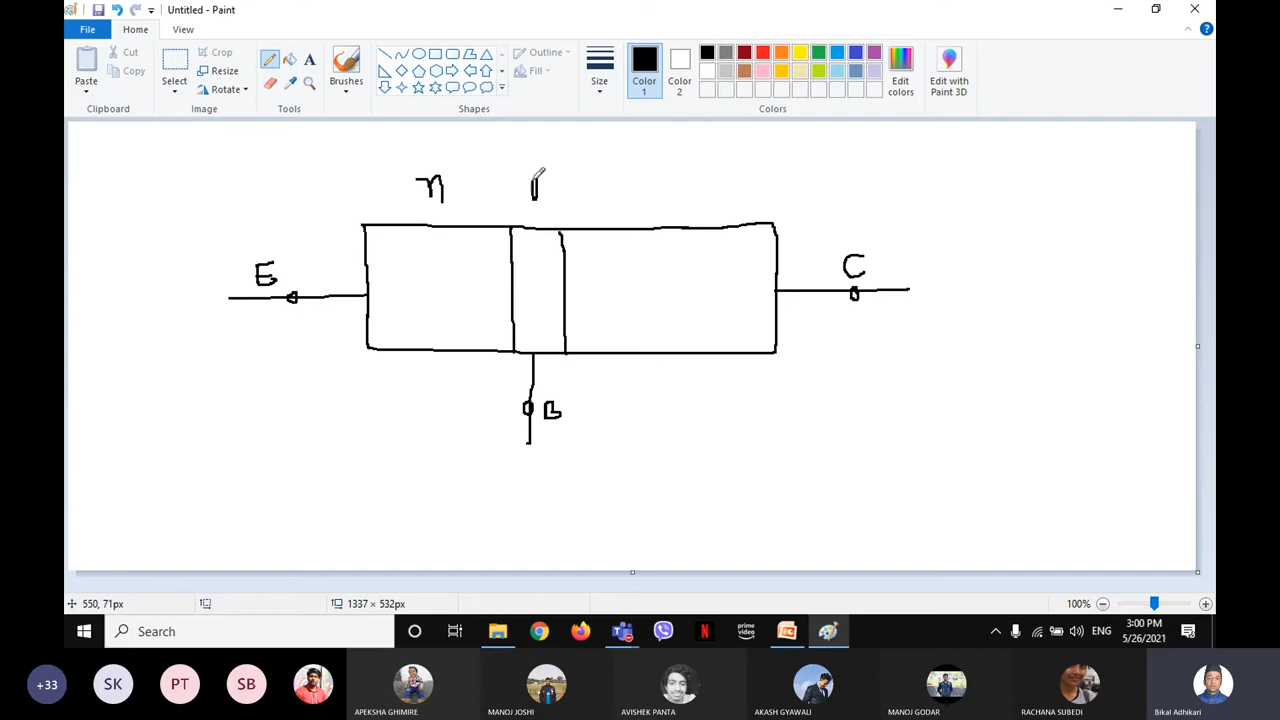 Untitled - Paint
File Home View
Cut
Copy
Paste
Clipboard
Crop
Resize
Rotate
Select
Image
Tools
Brushes
Outline
Fill
Shapes
Size
Color 1
Color 2
Edit colors
Colors
Edit with Paint 3D
n
E
C
B
550, 71px
1337 × 532px
100%
Search
prime video
ENG
3:00 PM
5/26/2021
+33
SK
PT
SB
APEKSHA GHIMIRE
MANOJ JOSHI
AVISHEK PANTA
AKASH GYAWALI
MANOJ GODAR
RACHANA SUBEDI
Bikal Adhikari